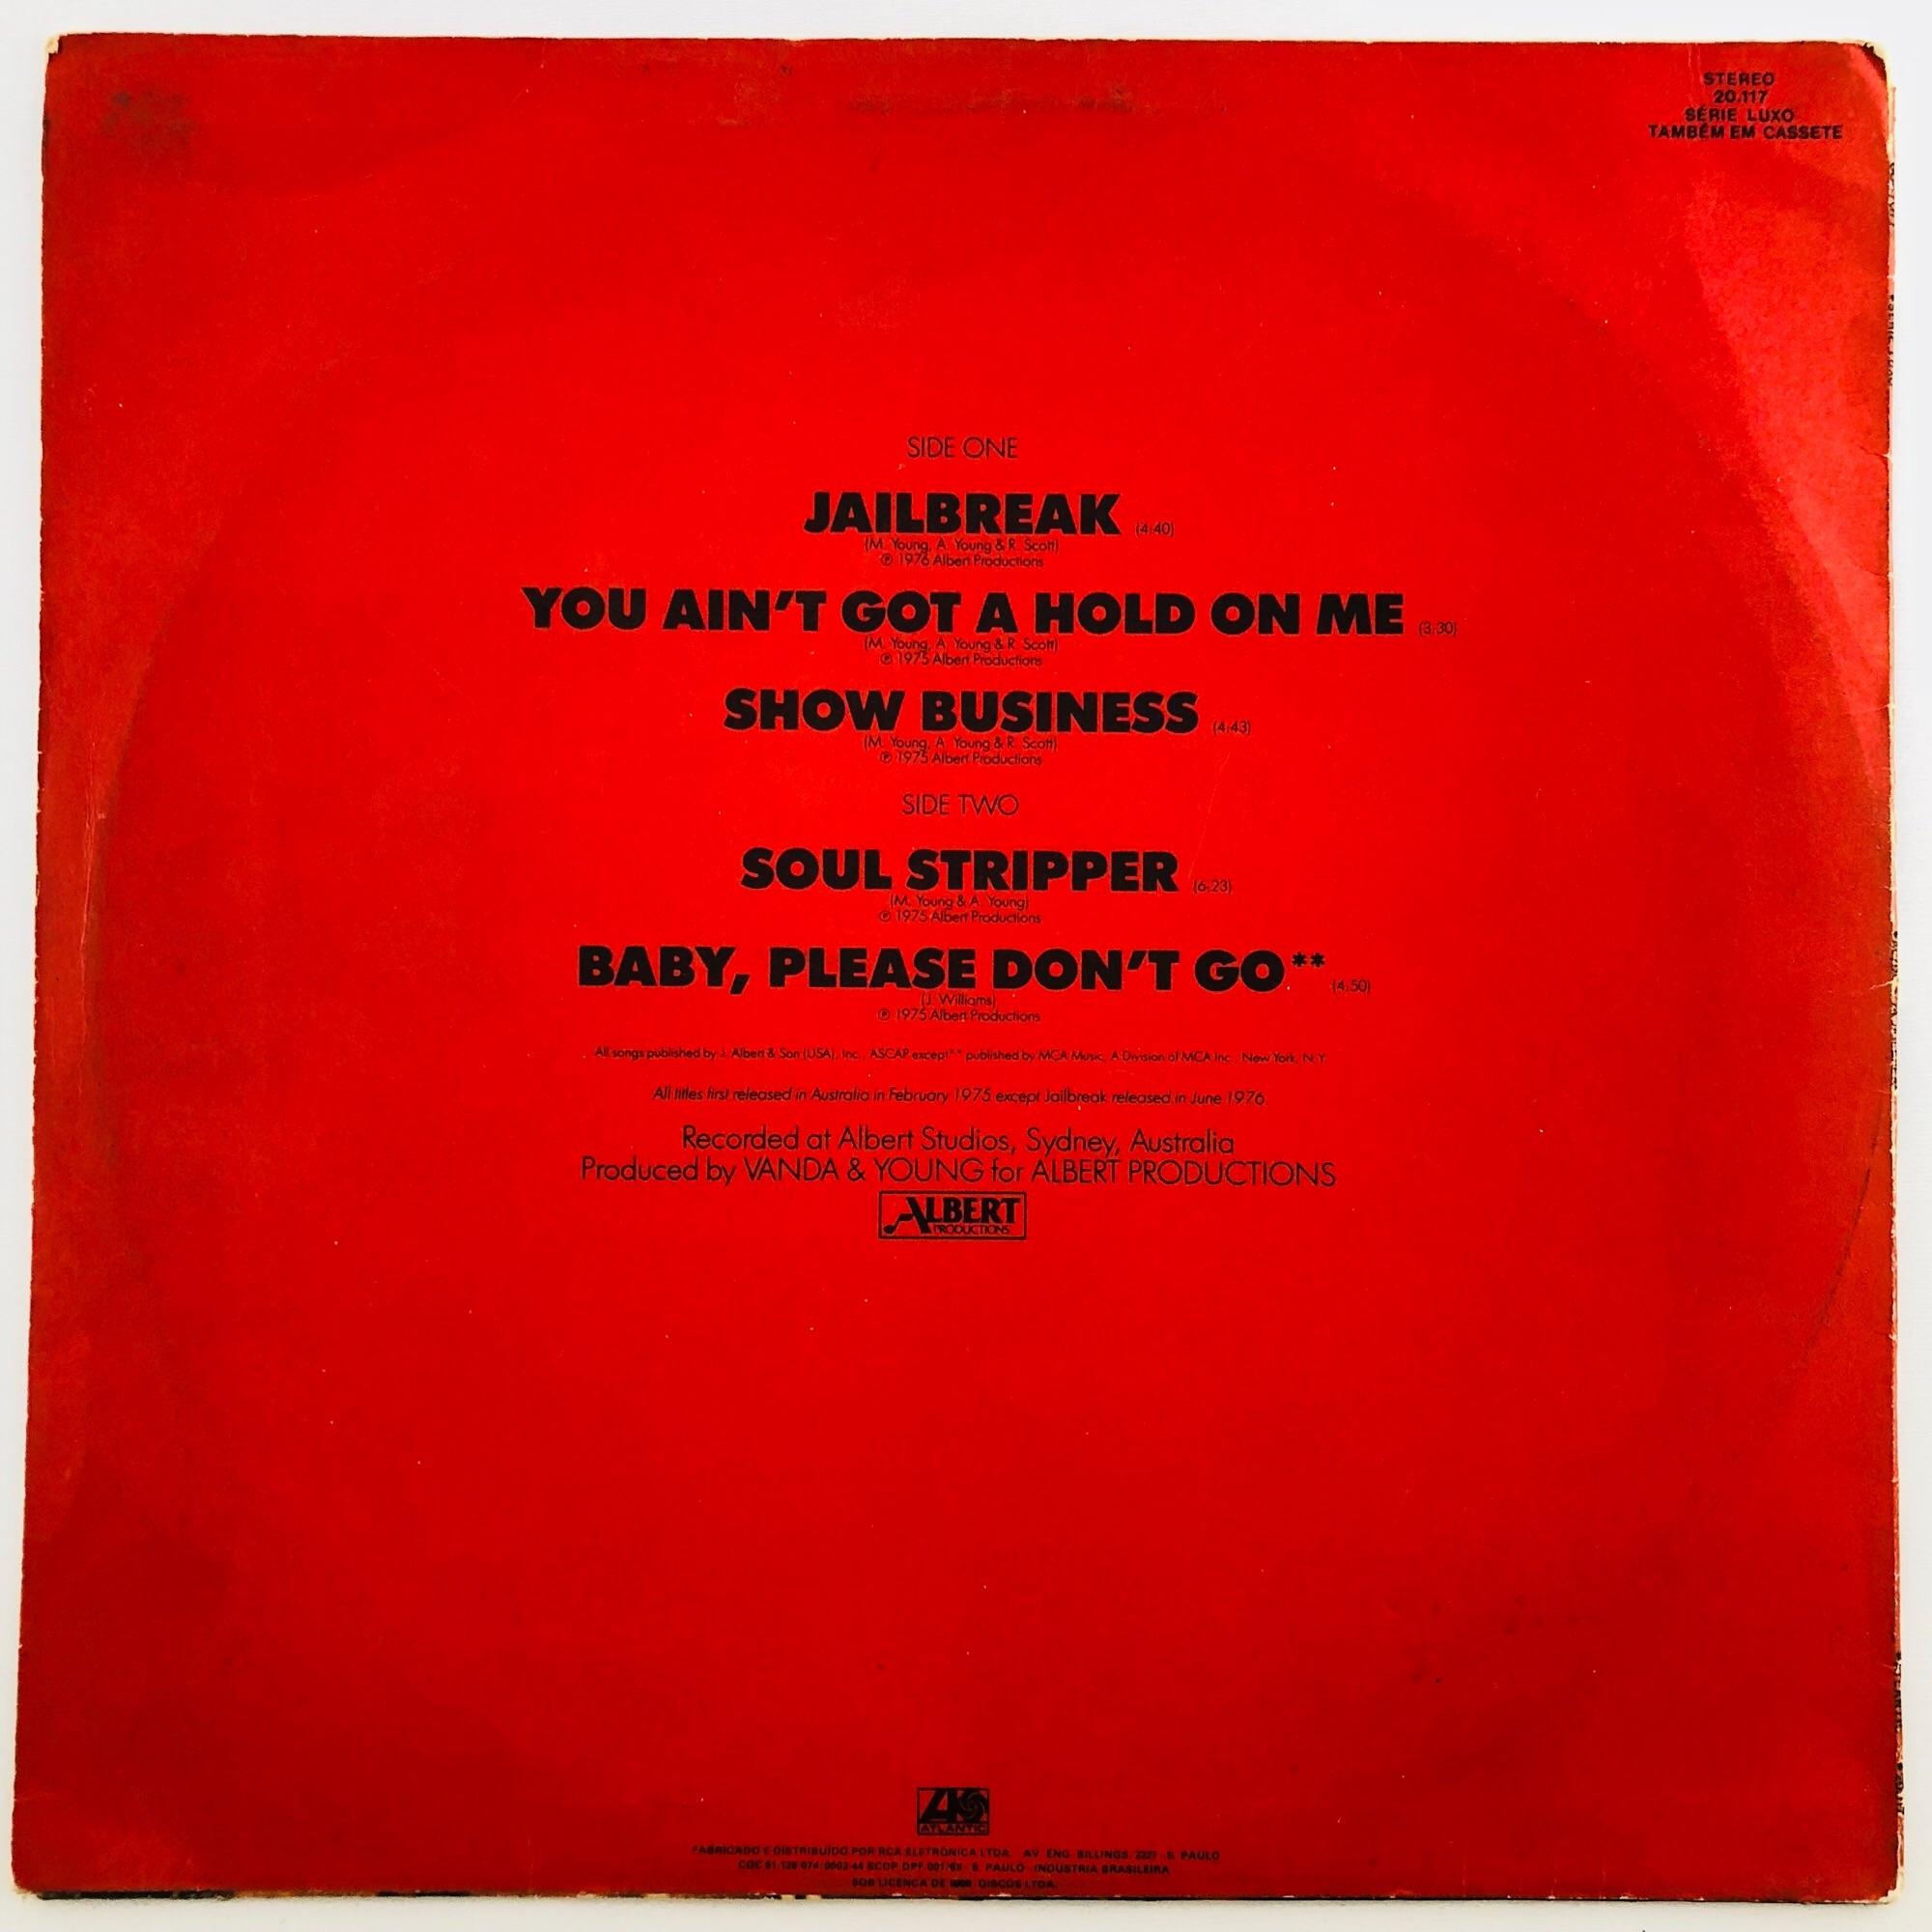 STEREO
20.117
SÉRIE LUXO
TAMBÉM EM CASSETE
SIDE ONE
JAILBREAK (4:40)
(M. Young, A. Young & R. Scott)
℗ 1976 Albert Productions
YOU AIN'T GOT A HOLD ON ME (3:30)
(M. Young, A. Young & R. Scott)
℗ 1975 Albert Productions
SHOW BUSINESS (4:43)
(M. Young, A. Young & R. Scott)
℗ 1975 Albert Productions
SIDE TWO
SOUL STRIPPER (6:23)
(M. Young & A. Young)
℗ 1975 Albert Productions
BABY, PLEASE DON'T GO** (4:50)
(J. Williams)
℗ 1975 Albert Productions
All songs published by J. Albert & Son (USA), Inc., ASCAP except** published by MCA Music, A Division of MCA Inc., New York, N.Y.
All titles first released in Australia in February 1975 except Jailbreak released in June 1976.
Recorded at Albert Studios, Sydney, Australia
Produced by VANDA & YOUNG for ALBERT PRODUCTIONS
ALBERT
PRODUCTIONS
ATLANTIC
FABRICADO E DISTRIBUÍDO POR RCA ELETRÔNICA LTDA. AV. ENG. BILLINGS, 2227 - S. PAULO
S. PAULO - INDÚSTRIA BRASILEIRA
SOB LICENÇA DE DISCOS LTDA.